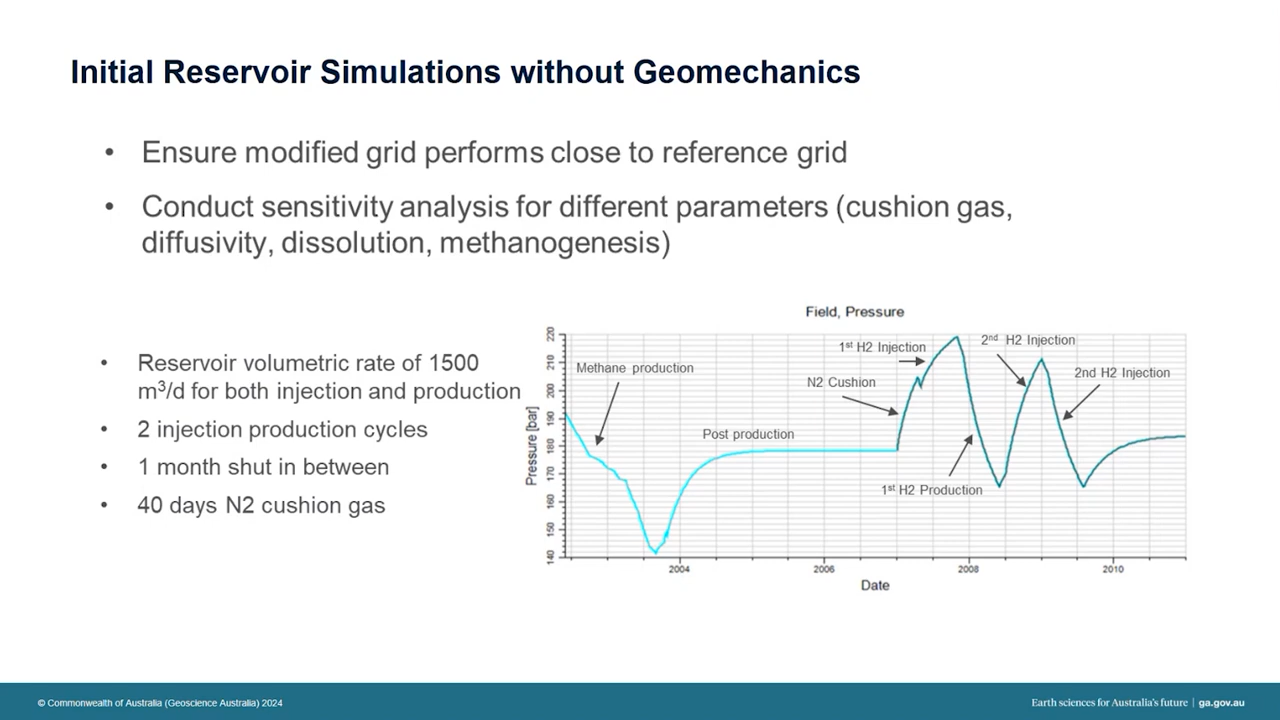 Initial Reservoir Simulations without Geomechanics
• Ensure modified grid performs close to reference grid
• Conduct sensitivity analysis for different parameters (cushion gas,
diffusivity, dissolution, methanogenesis)
• Reservoir volumetric rate of 1500
m³/d for both injection and production
• 2 injection production cycles
• 1 month shut in between
• 40 days N2 cushion gas
Field, Pressure
Pressure [bar]
220
210
200
190
180
170
160
150
140
Methane production
Post production
N2 Cushion
1st H2 Injection
1st H2 Production
2nd H2 Injection
2nd H2 Injection
2004
2006
2008
2010
Date
© Commonwealth of Australia (Geoscience Australia) 2024
Earth sciences for Australia's future | ga.gov.au